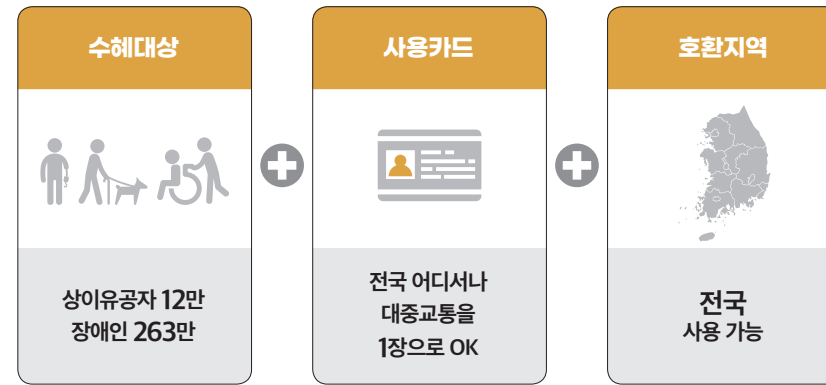 수혜대상
상이유공자 12만
장애인 263만
사용카드
전국 어디서나
대중교통을
1장으로 OK
호환지역
전국
사용 가능